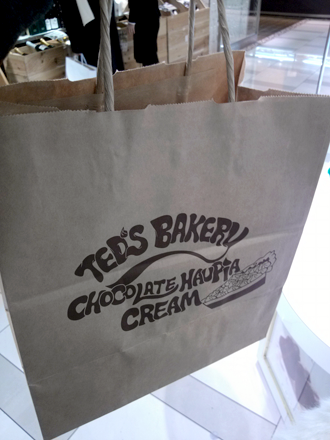 TED'S BAKERY
CHOCOLATE HAUPIA
CREAM